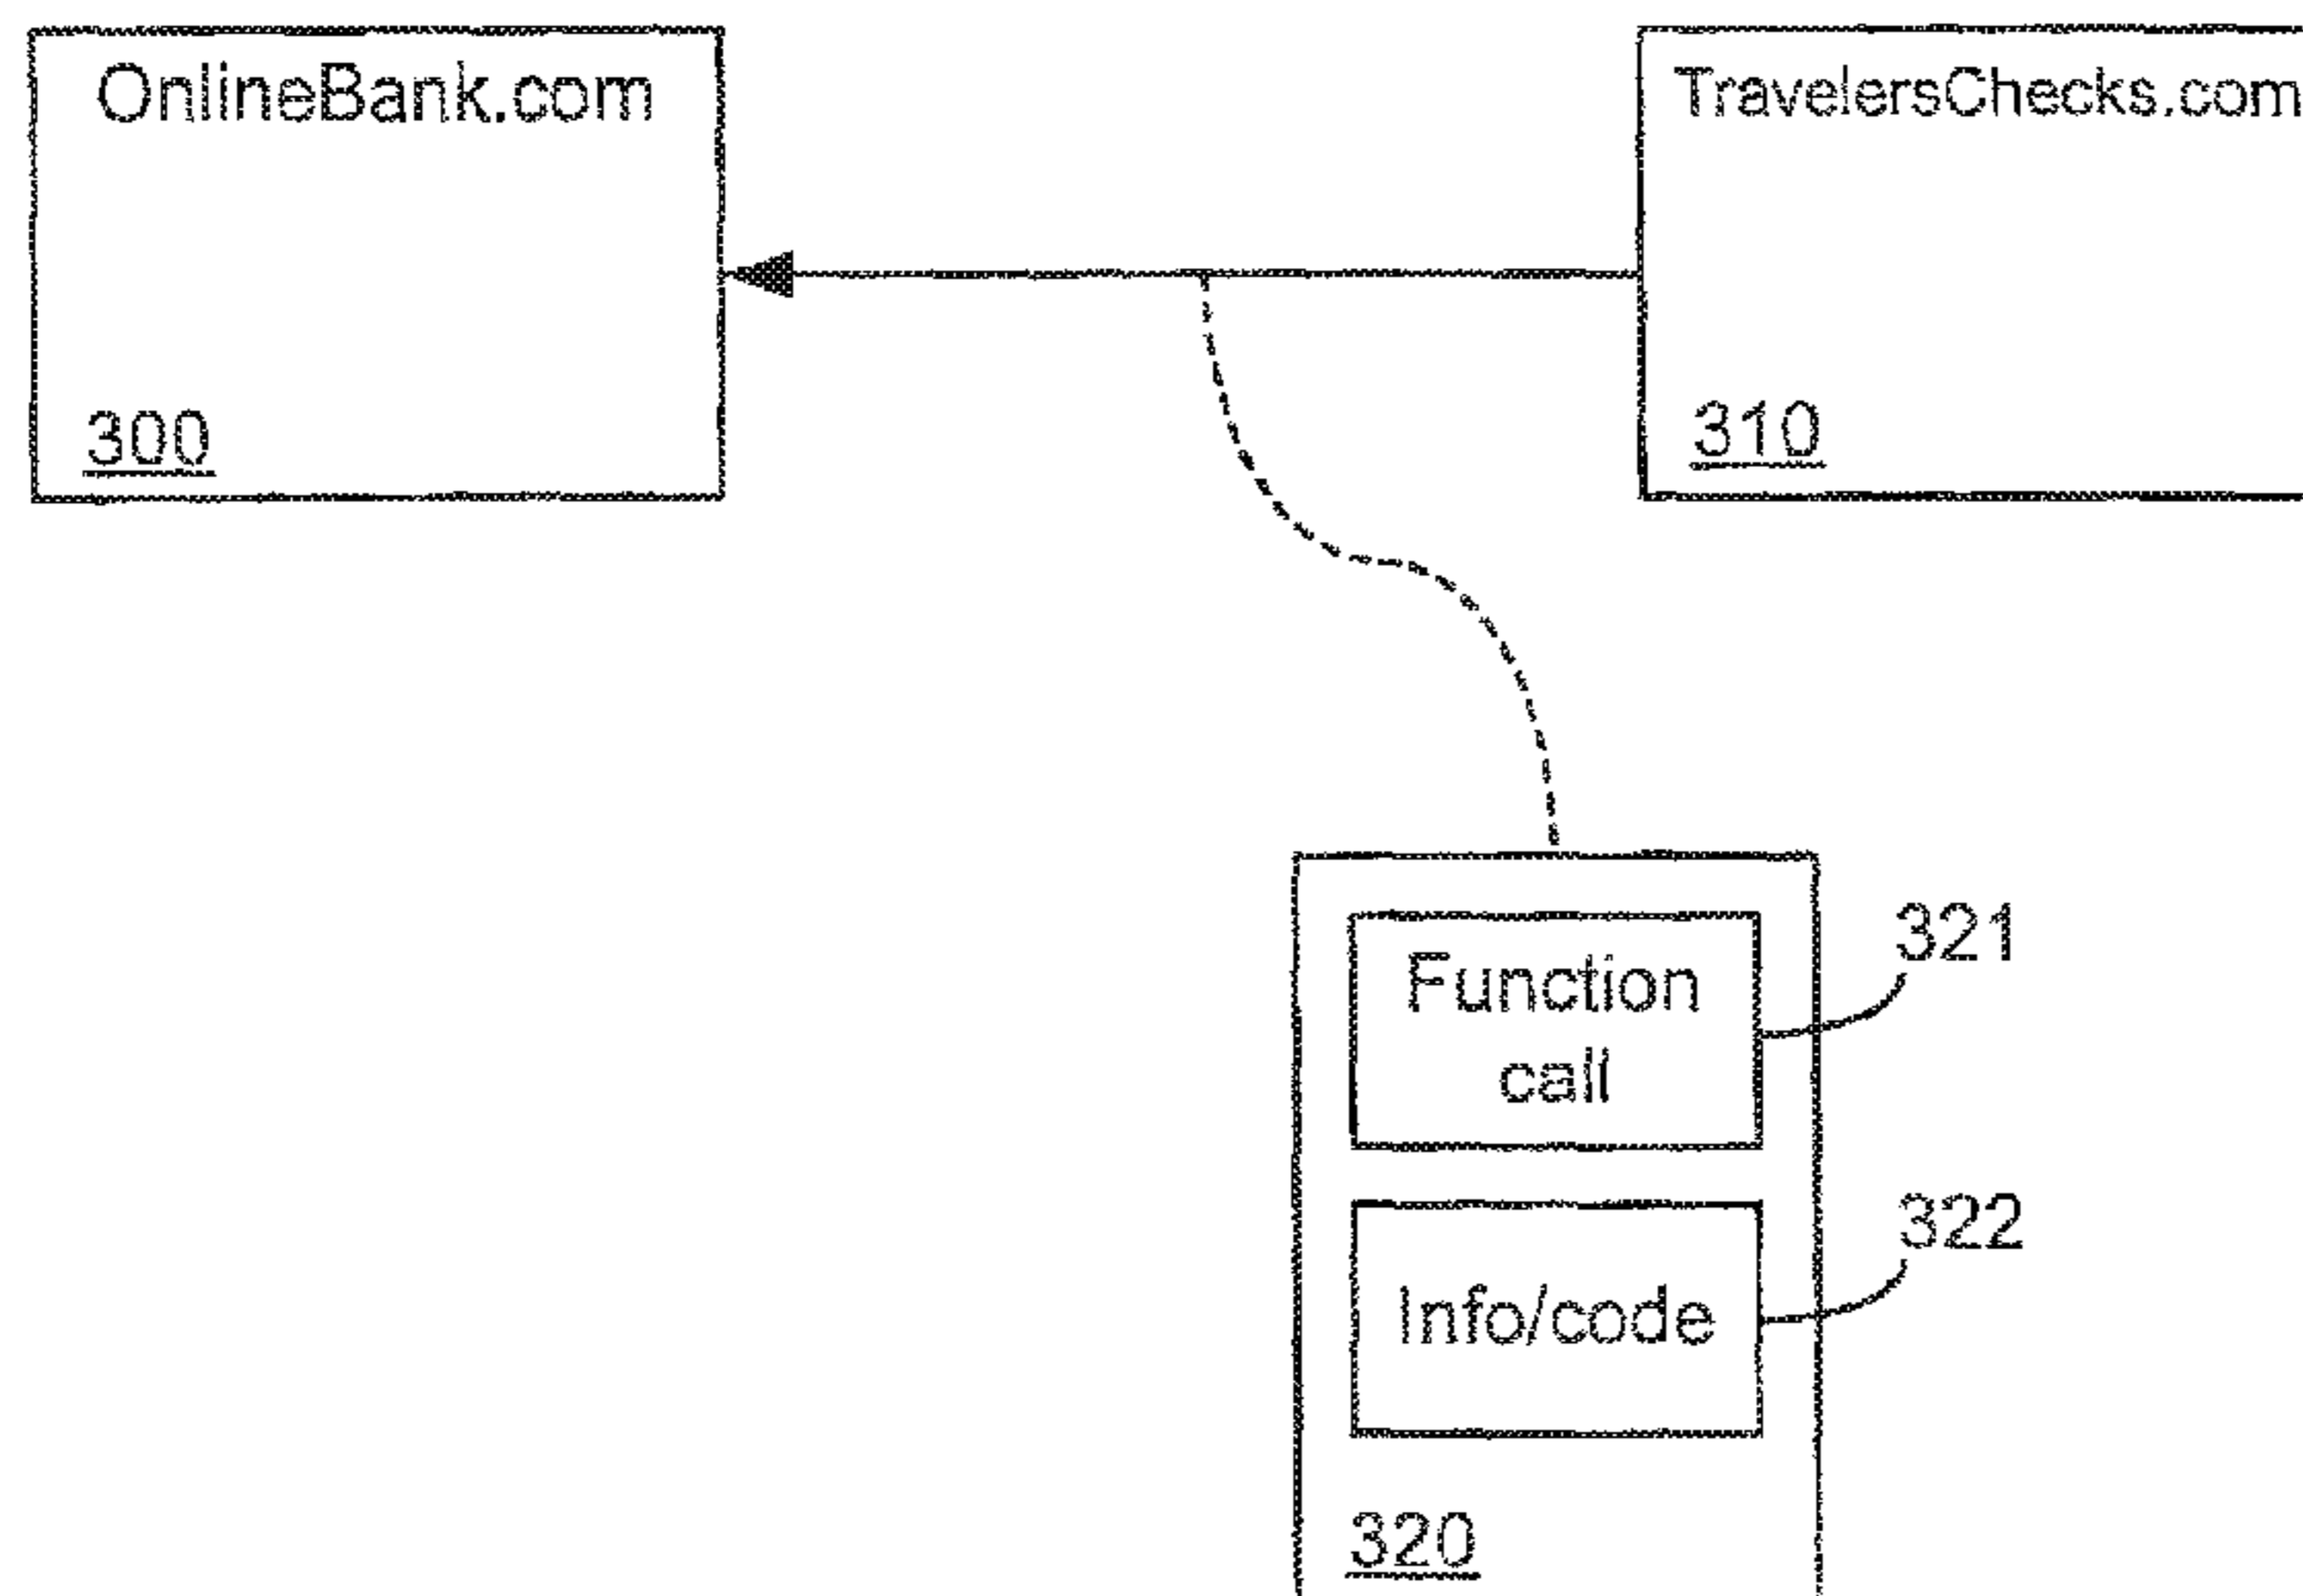 OnlineBank.com
300
TravelersChecks.com
310
Function
call
321
Info/code
322
320